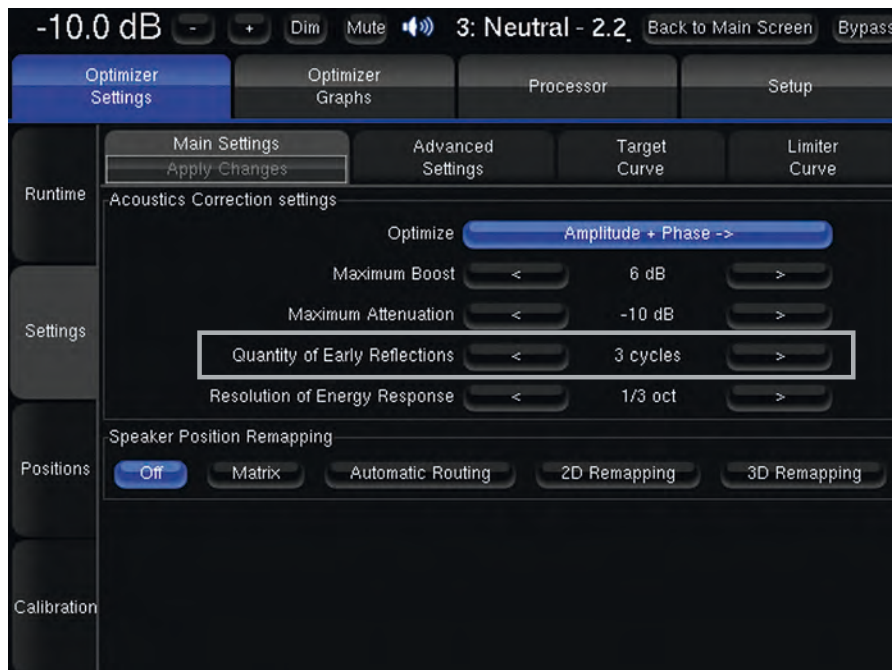 -10.0 dB - + Dim Mute 3: Neutral - 2.2. Back to Main Screen Bypass
Optimizer Settings Optimizer Graphs Processor Setup
Main Settings Advanced Settings Target Curve Limiter Curve
Apply Changes
Runtime
Acoustics Correction settings
Optimize Amplitude + Phase ->
Maximum Boost < 6 dB >
Maximum Attenuation < -10 dB >
Settings
Quantity of Early Reflections < 3 cycles >
Resolution of Energy Response < 1/3 oct >
Speaker Position Remapping
Positions Off Matrix Automatic Routing 2D Remapping 3D Remapping
Calibration